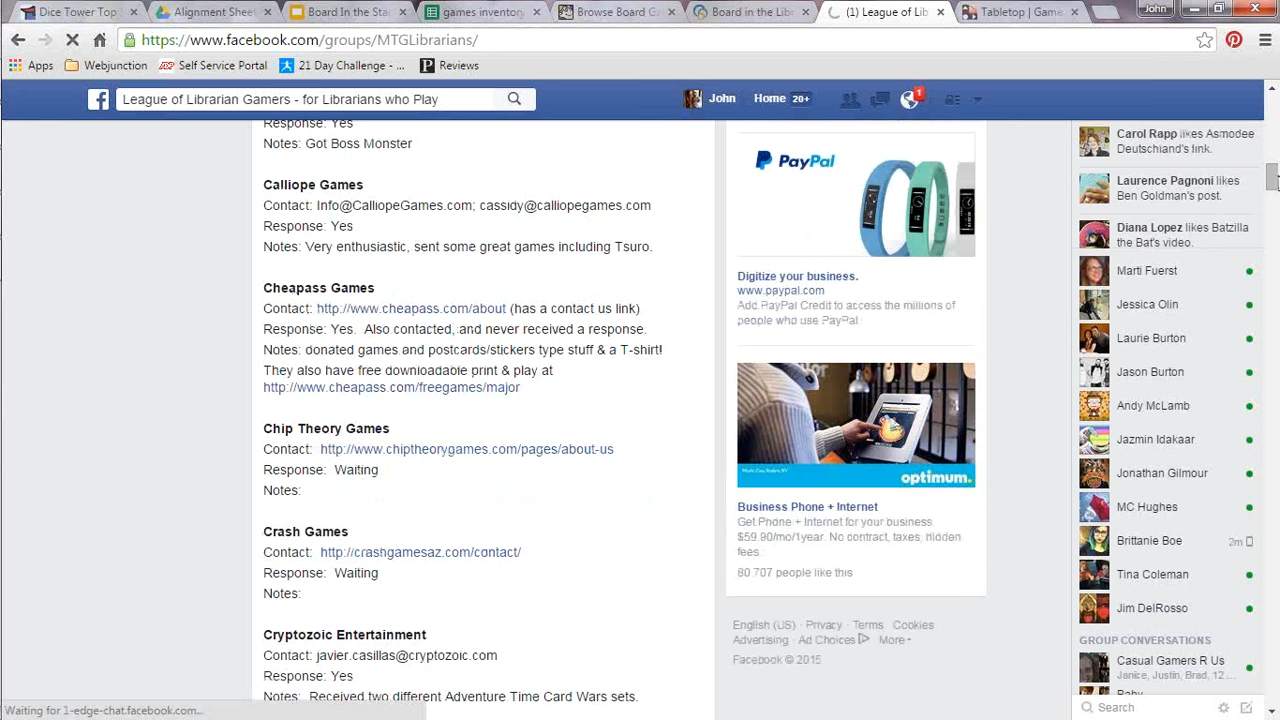 Dice Tower Top
Alignment Sheet
Board In the Sta
games inventory
Browse Board Ga
Board in the Lib
(1) League of Lib
Tabletop | Game
John
https://www.facebook.com/groups/MTGLibrarians/
Apps
Webjunction
Self Service Portal
21 Day Challenge - ...
Reviews
League of Librarian Gamers - for Librarians who Play
John
Home 20+
1
Response: Yes
Notes: Got Boss Monster
Calliope Games
Contact: Info@CalliopeGames.com; cassidy@calliopegames.com
Response: Yes
Notes: Very enthusiastic, sent some great games including Tsuro.
Cheapass Games
Contact: http://www.cheapass.com/about (has a contact us link)
Response: Yes. Also contacted, and never received a response.
Notes: donated games and postcards/stickers type stuff & a T-shirt!
They also have free downloadable print & play at
http://www.cheapass.com/freegames/major
Chip Theory Games
Contact: http://www.chiptheorygames.com/pages/about-us
Response: Waiting
Notes:
Crash Games
Contact: http://crashgamesaz.com/contact/
Response: Waiting
Notes:
Cryptozoic Entertainment
Contact: javier.casillas@cryptozoic.com
Response: Yes
Notes: Received two different Adventure Time Card Wars sets.
PayPal
Digitize your business.
www.paypal.com
Add PayPal Credit to access the millions of
people who use PayPal
optimum.
Business Phone + Internet
Get Phone + Internet for your business.
$59.90/mo/1year. No contract, taxes, hidden
fees.
80,707 people like this
English (US) · Privacy · Terms · Cookies
Advertising · Ad Choices · More
Facebook © 2015
Carol Rapp likes Asmodee
Deutschland's link.
Laurence Pagnoni likes
Ben Goldman's post.
Diana Lopez likes Batzilla
the Bat's video.
Marti Fuerst
Jessica Olin
Laurie Burton
Jason Burton
Andy McLamb
Jazmin Idakaar
Jonathan Gilmour
MC Hughes
Brittanie Boe 2m
Tina Coleman
Jim DelRosso
GROUP CONVERSATIONS
Casual Gamers R Us
Janice, Justin, Brad, 12...
Search
Waiting for 1-edge-chat.facebook.com...